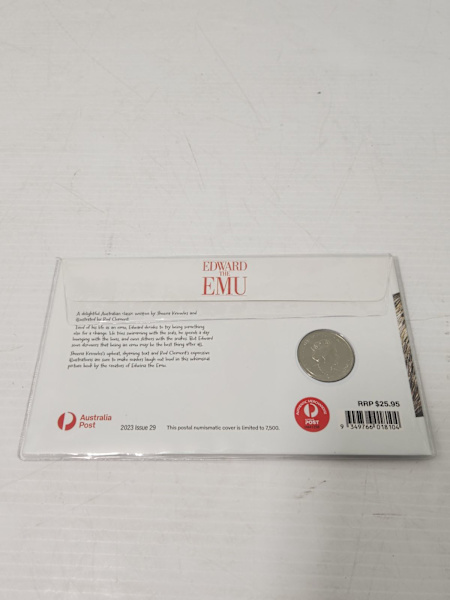 EDWARD
THE
EMU
A delightful Australian classic written by Sheena Knowles and
illustrated by Rod Clement.
Tired of his life as an emu, Edward decides to try being something
else for a change. He tries swimming with the seals, he spends a day
lounging with the lions, and even slithers with the snakes. But Edward
soon discovers that being an emu may be the best thing after all.
Sheena Knowles's upbeat, rhyming text and Rod Clement's expressive
illustrations are sure to make readers laugh out loud in this whimsical
picture book by the creators of Edwina the Emu.
Australia
Post
2023 Issue 29
This postal numismatic cover is limited to 7,500.
POST
RRP $25.95
9 349766 018104